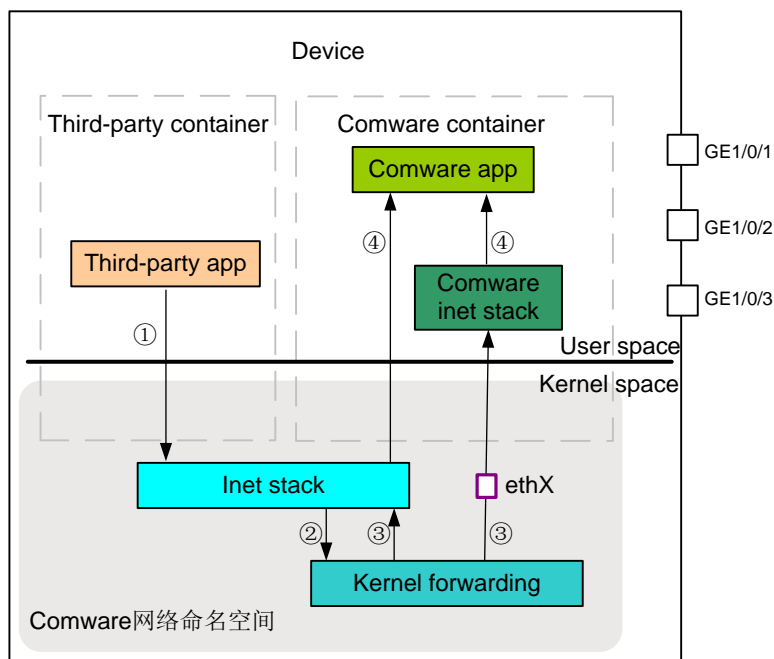 Device
Third-party container
Comware container
GE1/0/1
Comware app
GE1/0/2
④
④
Third-party app
Comware
inet stack
GE1/0/3
①
User space
Kernel space
Inet stack
ethX
②
③
③
Kernel forwarding
Comware网络命名空间